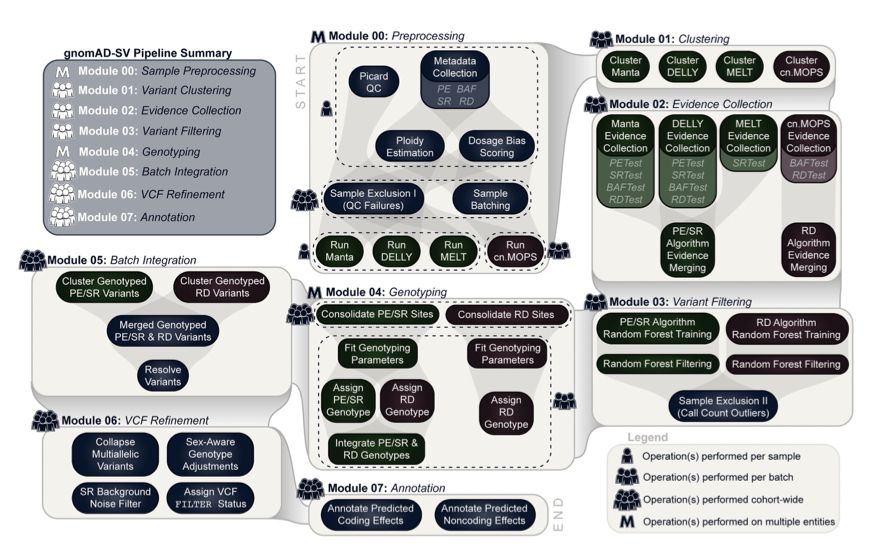 gnomAD-SV Pipeline Summary
M Module 00: Sample Preprocessing
Module 01: Variant Clustering
Module 02: Evidence Collection
Module 03: Variant Filtering
M Module 04: Genotyping
Module 05: Batch Integration
Module 06: VCF Refinement
Module 07: Annotation
START
M Module 00: Preprocessing
Picard
QC
Metadata
Collection
PE BAF
SR RD
Ploidy
Estimation
Dosage Bias
Scoring
Sample Exclusion I
(QC Failures)
Sample
Batching
Run
Manta
Run
DELLY
Run
MELT
Run
cn.MOPS
Module 01: Clustering
Cluster
Manta
Cluster
DELLY
Cluster
MELT
Cluster
cn.MOPS
Module 02: Evidence Collection
Manta
Evidence
Collection
PETest
SRTest
BAFTest
RDTest
DELLY
Evidence
Collection
PETest
SRTest
BAFTest
RDTest
MELT
Evidence
Collection
SRTest
cn.MOPS
Evidence
Collection
BAFTest
RDTest
PE/SR
Algorithm
Evidence
Merging
RD
Algorithm
Evidence
Merging
Module 03: Variant Filtering
PE/SR Algorithm
Random Forest Training
RD Algorithm
Random Forest Training
Random Forest Filtering
Random Forest Filtering
Sample Exclusion II
(Call Count Outliers)
M Module 04: Genotyping
Consolidate PE/SR Sites
Consolidate RD Sites
Fit Genotyping
Parameters
Fit Genotyping
Parameters
Assign
PE/SR
Genotype
Assign
RD
Genotype
Assign
RD
Genotype
Integrate PE/SR &
RD Genotypes
Module 05: Batch Integration
Cluster Genotyped
PE/SR Variants
Cluster Genotyped
RD Variants
Merged Genotyped
PE/SR & RD Variants
Resolve
Variants
Module 06: VCF Refinement
Collapse
Multiallelic
Variants
Sex-Aware
Genotype
Adjustments
SR Background
Noise Filter
Assign VCF
FILTER Status
Module 07: Annotation
Annotate Predicted
Coding Effects
Annotate Predicted
Noncoding Effects
END
Legend
Operation(s) performed per sample
Operation(s) performed per batch
Operation(s) performed cohort-wide
M Operation(s) performed on multiple entities